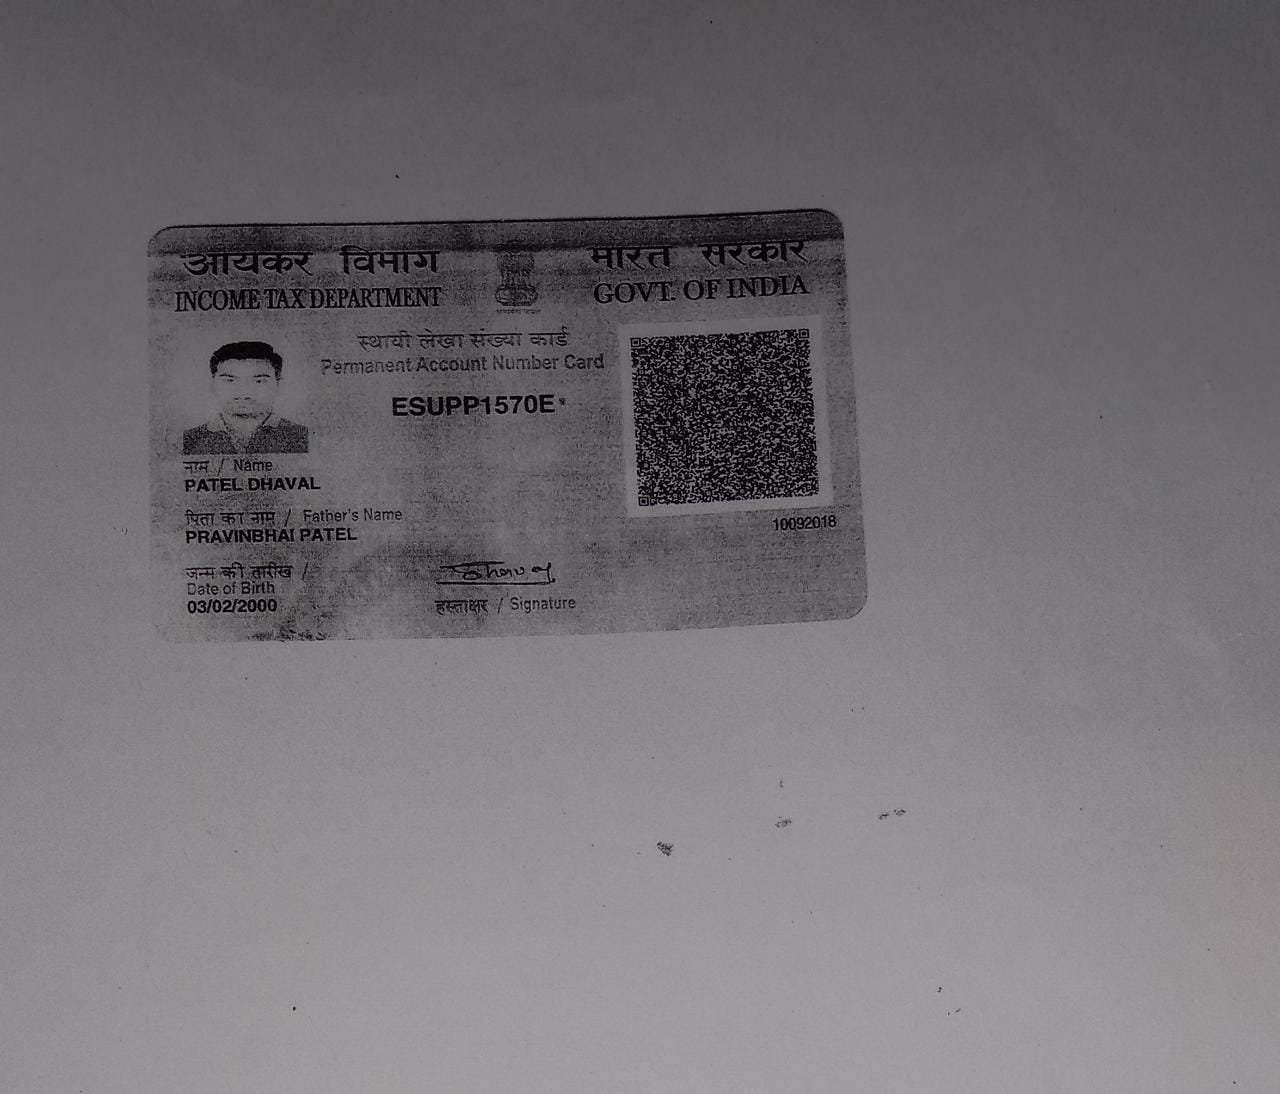 आयकर विभाग
INCOME TAX DEPARTMENT
भारत सरकार
GOVT. OF INDIA
स्थायी लेखा संख्या कार्ड
Permanent Account Number Card
ESUPP1570E
नाम / Name
PATEL DHAVAL
पिता का नाम / Father's Name
PRAVINBHAI PATEL
जन्म की तारीख /
Date of Birth
03/02/2000
हस्ताक्षर / Signature
10092018